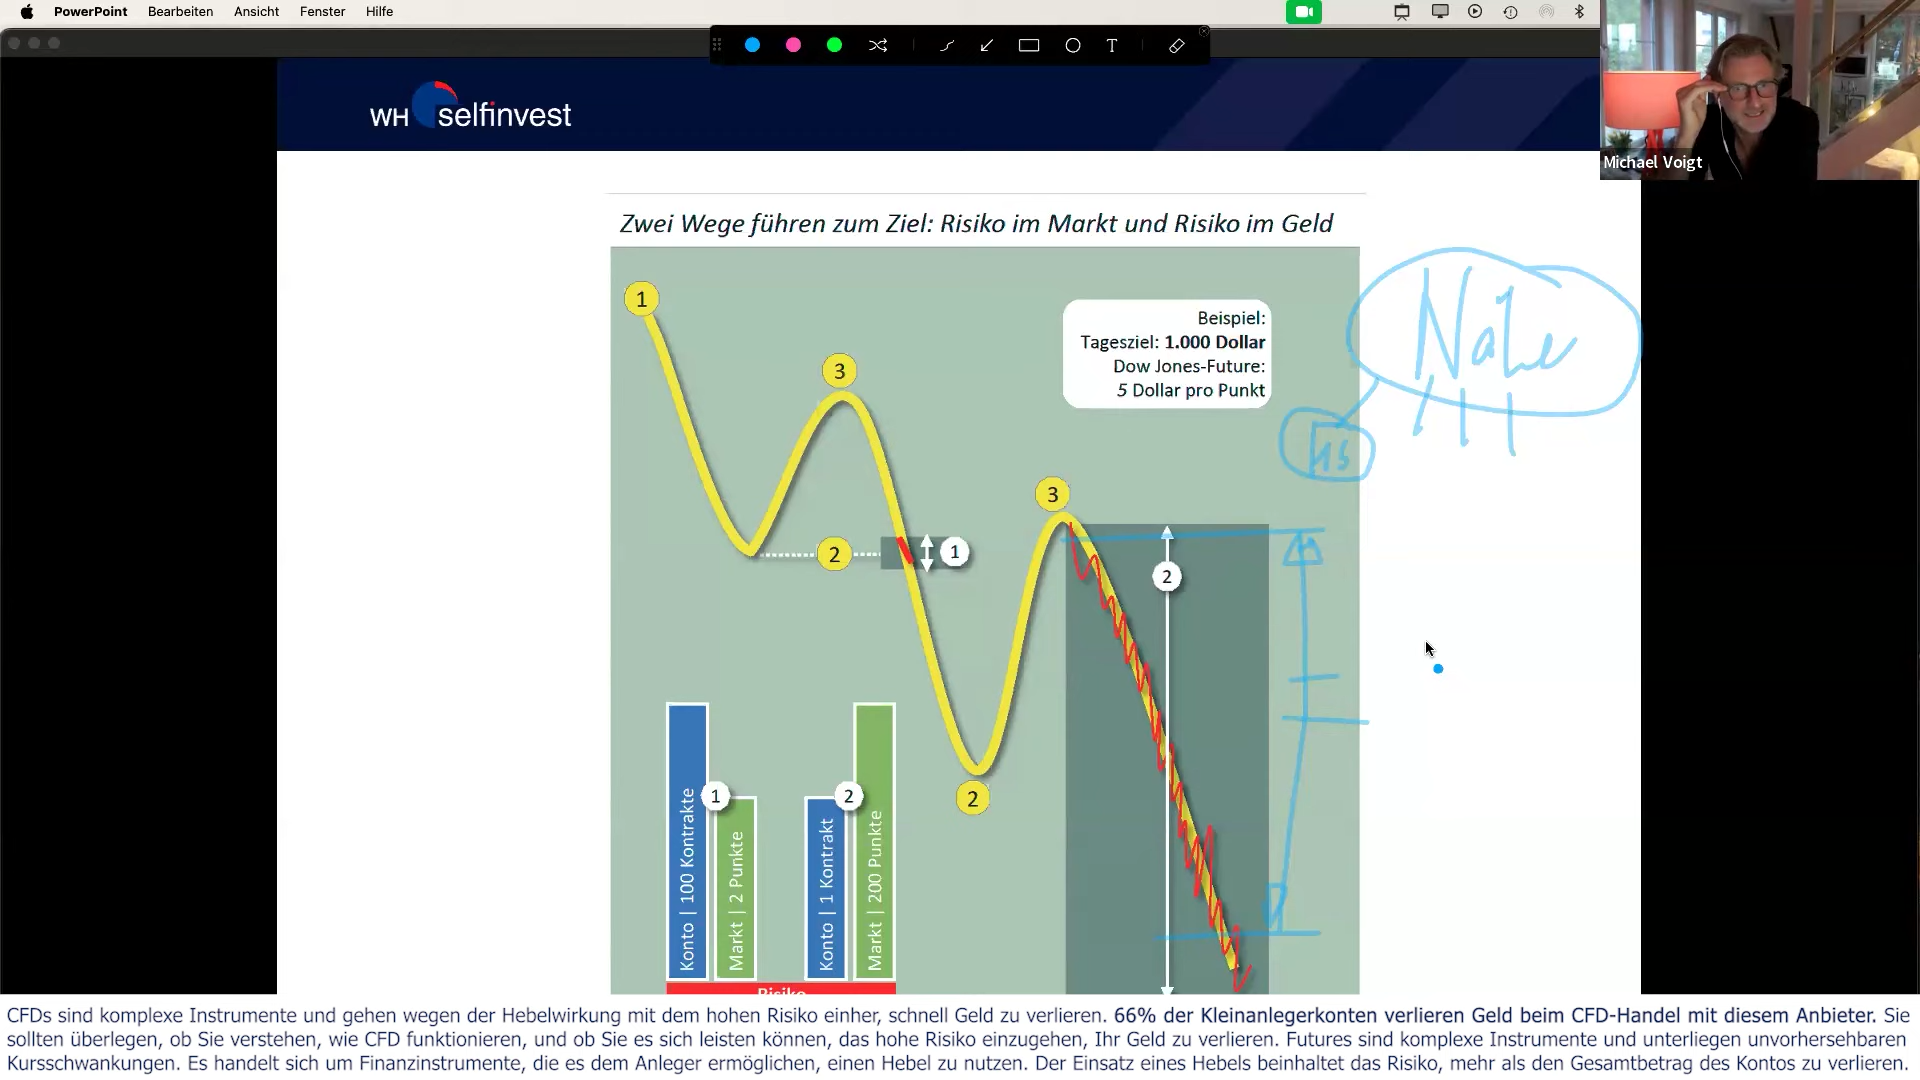 PowerPoint Bearbeiten Ansicht Fenster Hilfe
T
WH selfinvest
Michael Voigt
Zwei Wege führen zum Ziel: Risiko im Markt und Risiko im Geld
1
3
Beispiel:
Tagesziel: 1.000 Dollar
Dow Jones-Future:
5 Dollar pro Punkt
Nähe
3
2
1
2
2
1
2
Konto | 100 Kontrakte
Markt | 2 Punkte
Konto | 1 Kontrakt
Markt | 200 Punkte
Risiko
CFDs sind komplexe Instrumente und gehen wegen der Hebelwirkung mit dem hohen Risiko einher, schnell Geld zu verlieren. 66% der Kleinanlegerkonten verlieren Geld beim CFD-Handel mit diesem Anbieter. Sie
sollten überlegen, ob Sie verstehen, wie CFD funktionieren, und ob Sie es sich leisten können, das hohe Risiko einzugehen, Ihr Geld zu verlieren. Futures sind komplexe Instrumente und unterliegen unvorhersehbaren
Kursschwankungen. Es handelt sich um Finanzinstrumente, die es dem Anleger ermöglichen, einen Hebel zu nutzen. Der Einsatz eines Hebels beinhaltet das Risiko, mehr als den Gesamtbetrag des Kontos zu verlieren.